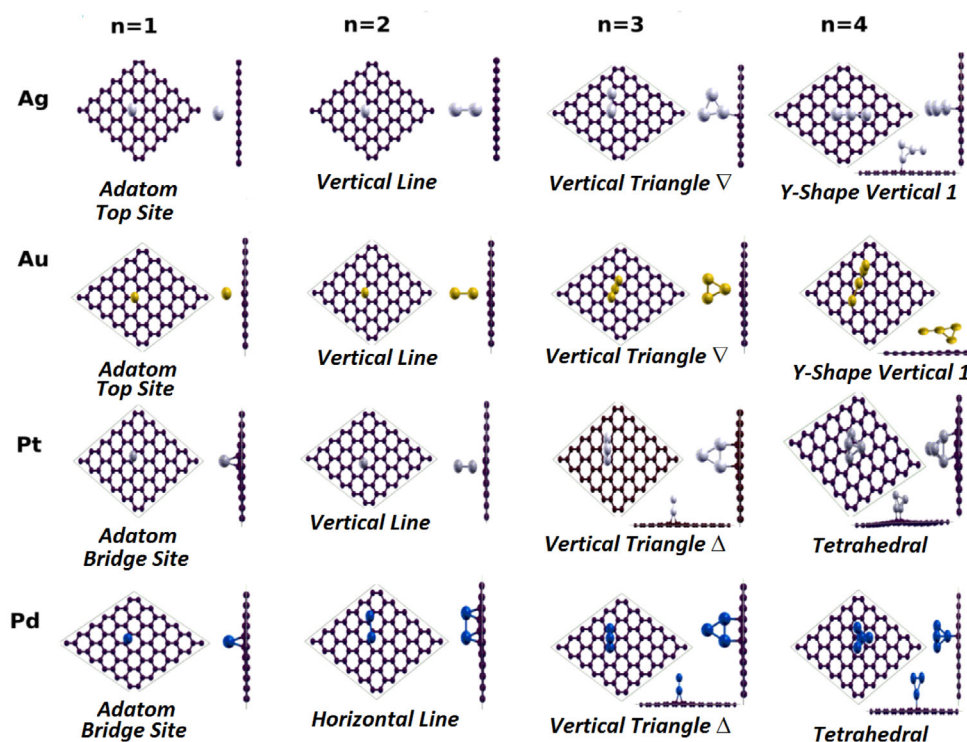 n=1 n=2 n=3 n=4
Ag
Adatom
Top Site
Vertical Line
Vertical Triangle ∇
Y-Shape Vertical 1
Au
Adatom
Top Site
Vertical Line
Vertical Triangle ∇
Y-Shape Vertical 1
Pt
Adatom
Bridge Site
Vertical Line
Vertical Triangle Δ
Tetrahedral
Pd
Adatom
Bridge Site
Horizontal Line
Vertical Triangle Δ
Tetrahedral